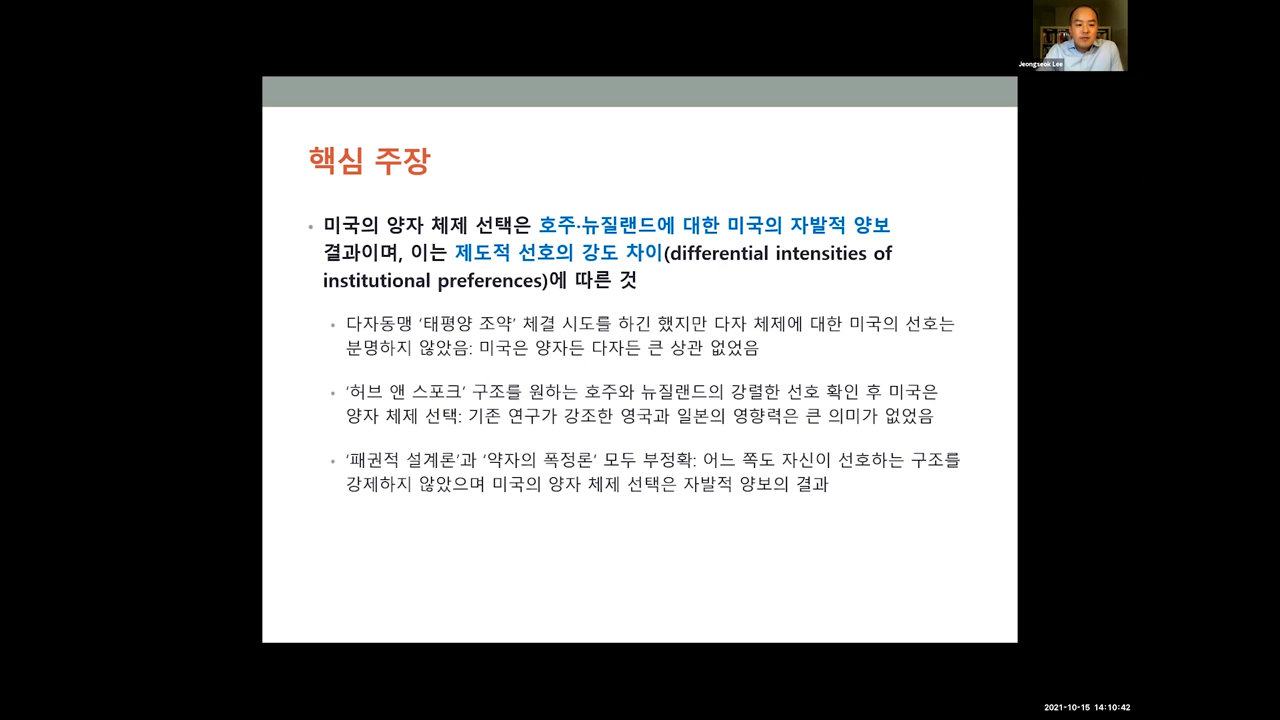 Jeongseok Lee
핵심 주장
• 미국의 양자 체제 선택은 호주·뉴질랜드에 대한 미국의 자발적 양보
결과이며, 이는 제도적 선호의 강도 차이(differential intensities of
institutional preferences)에 따른 것
• 다자동맹 ‘태평양 조약’ 체결 시도를 하긴 했지만 다자 체제에 대한 미국의 선호는
분명하지 않았음: 미국은 양자든 다자든 큰 상관 없었음
• ‘허브 앤 스포크’ 구조를 원하는 호주와 뉴질랜드의 강렬한 선호 확인 후 미국은
양자 체제 선택: 기존 연구가 강조한 영국과 일본의 영향력은 큰 의미가 없었음
• ‘패권적 설계론’과 ‘약자의 폭정론’ 모두 부정확: 어느 쪽도 자신이 선호하는 구조를
강제하지 않았으며 미국의 양자 체제 선택은 자발적 양보의 결과
2021-10-15 14:10:42